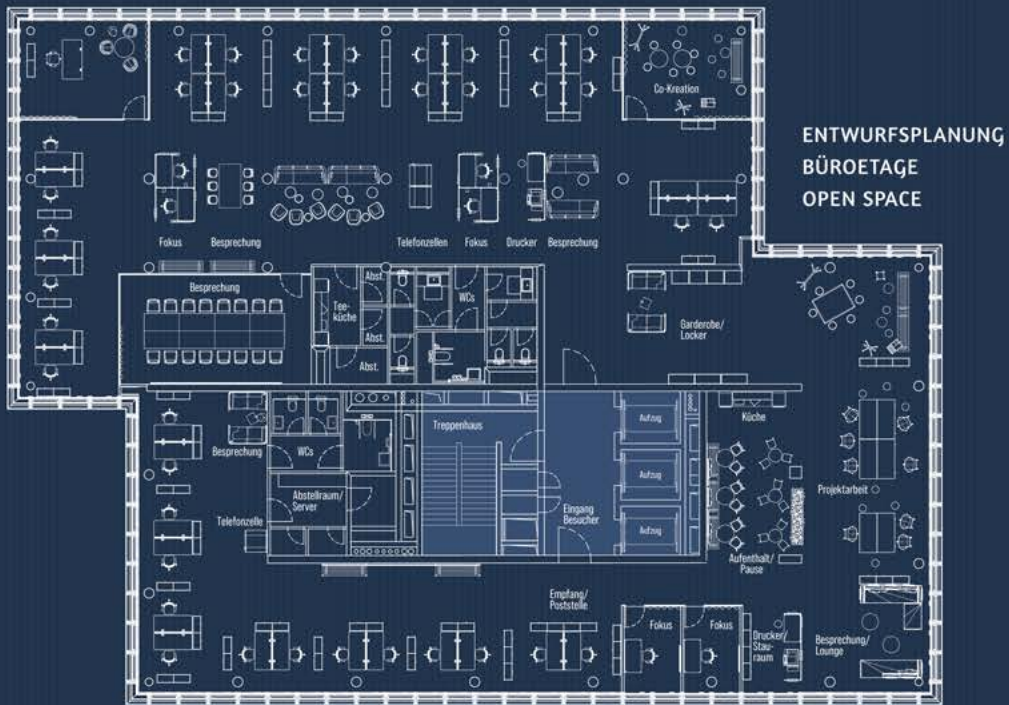 Co-Kreation
ENTWURFSPLANUNG
BÜROETAGE
OPEN SPACE
Fokus
Besprechung
Telefonzellen
Fokus
Drucker
Besprechung
Besprechung
Tee-
küche
Abst.
Abst.
Abst.
WCs
Garderobe/
Locker
Besprechung
WCs
Treppenhaus
Aufzug
Aufzug
Aufzug
Küche
Abstellraum/
Server
Telefonzelle
Eingang
Besucher
Projektarbeit
Aufenthalt/
Pause
Empfang/
Poststelle
Fokus
Fokus
Drucker/
Stau-
raum
Besprechung/
Lounge